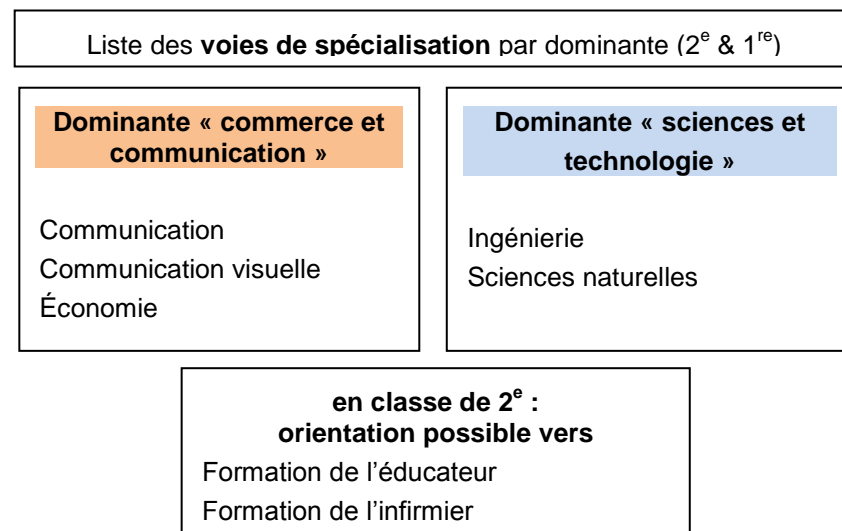 Liste des voies de spécialisation par dominante (2e & 1re)
Dominante « commerce et
communication »
Communication
Communication visuelle
Économie
Dominante « sciences et
technologie »
Ingénierie
Sciences naturelles
en classe de 2e :
orientation possible vers
Formation de l’éducateur
Formation de l’infirmier